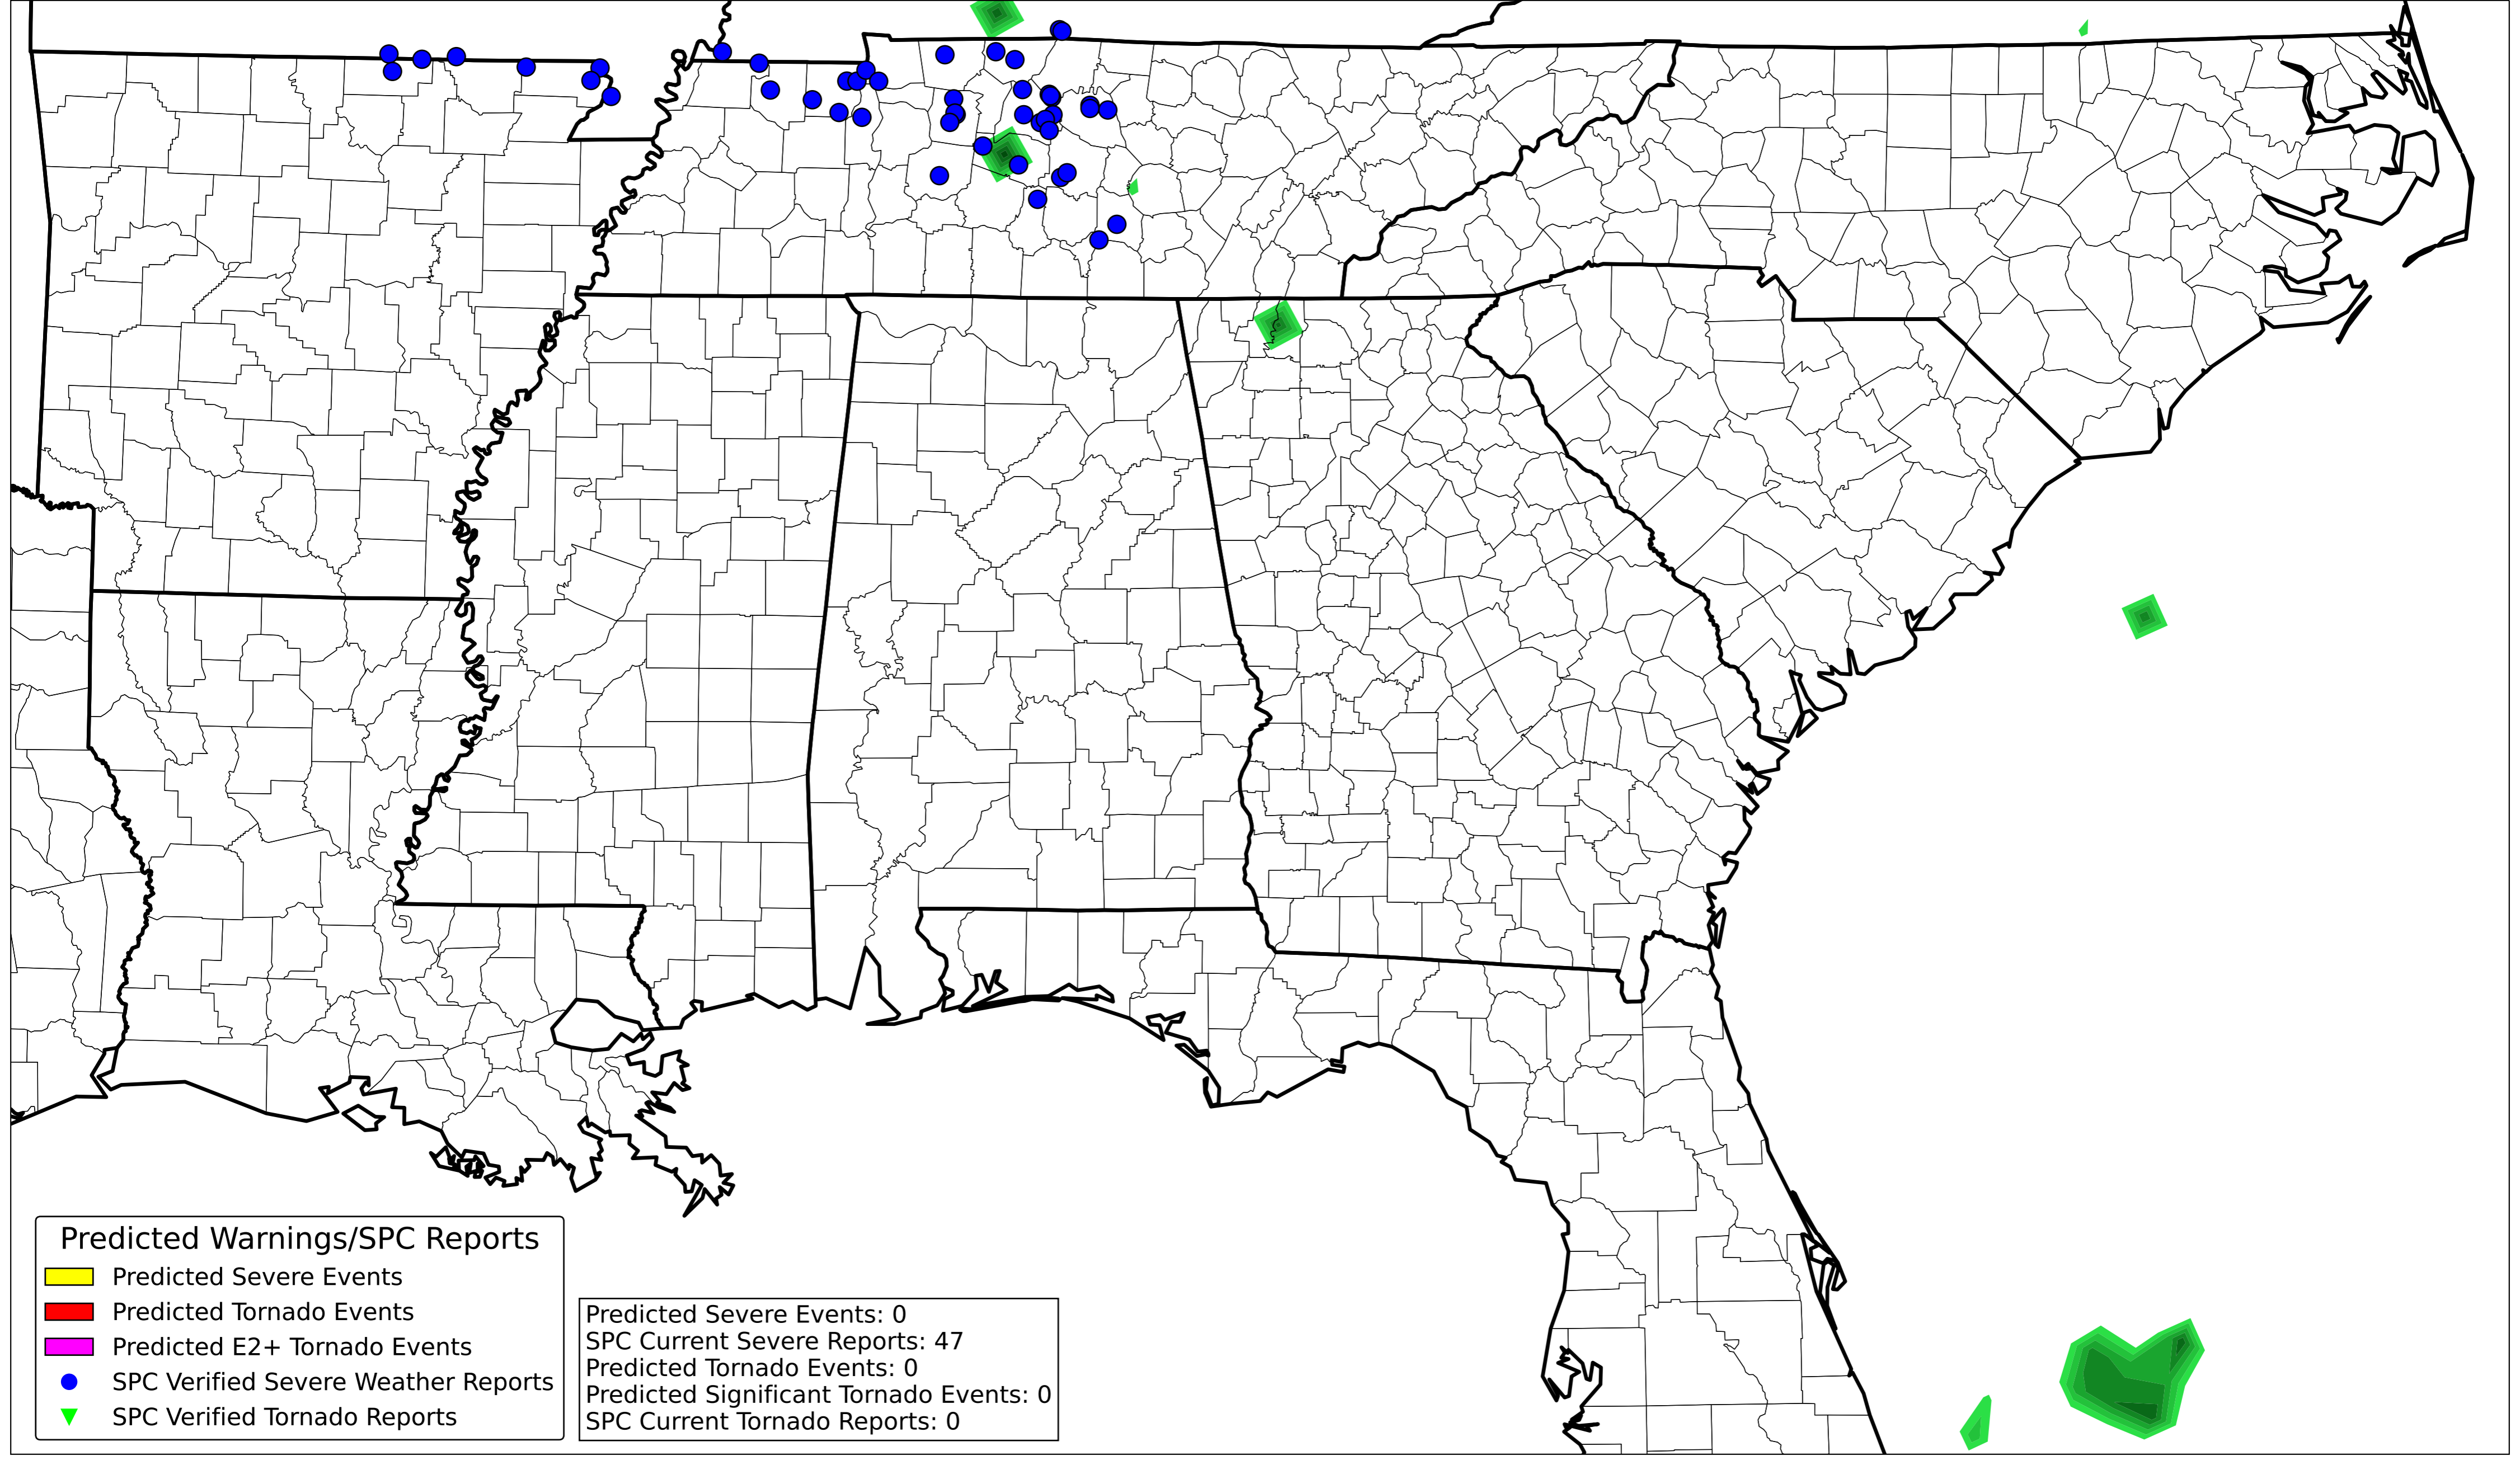 Predicted Warnings/SPC Reports
Predicted Severe Events
Predicted Tornado Events
Predicted E2+ Tornado Events
SPC Verified Severe Weather Reports
SPC Verified Tornado Reports
Predicted Severe Events: 0
SPC Current Severe Reports: 47
Predicted Tornado Events: 0
Predicted Significant Tornado Events: 0
SPC Current Tornado Reports: 0